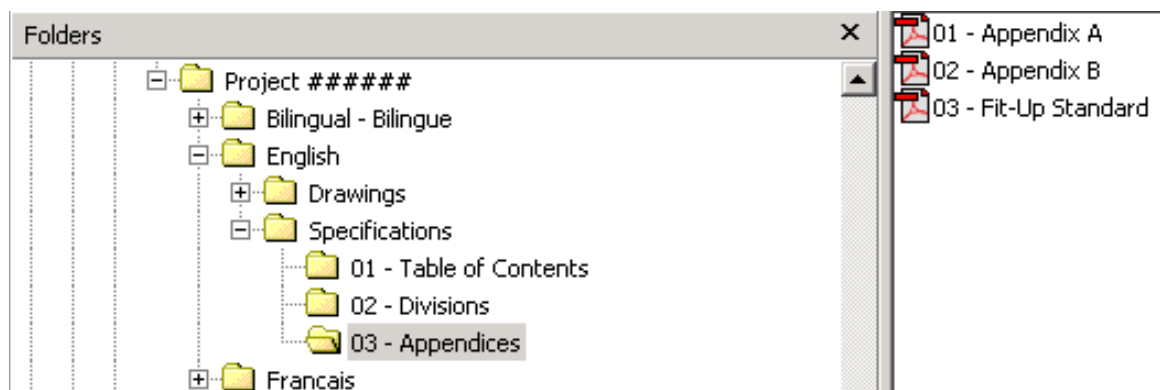 Folders
Project ######
Bilingual - Bilingue
English
Drawings
Specifications
01 - Table of Contents
02 - Divisions
03 - Appendices
Francais
01 - Appendix A
02 - Appendix B
03 - Fit-Up Standard